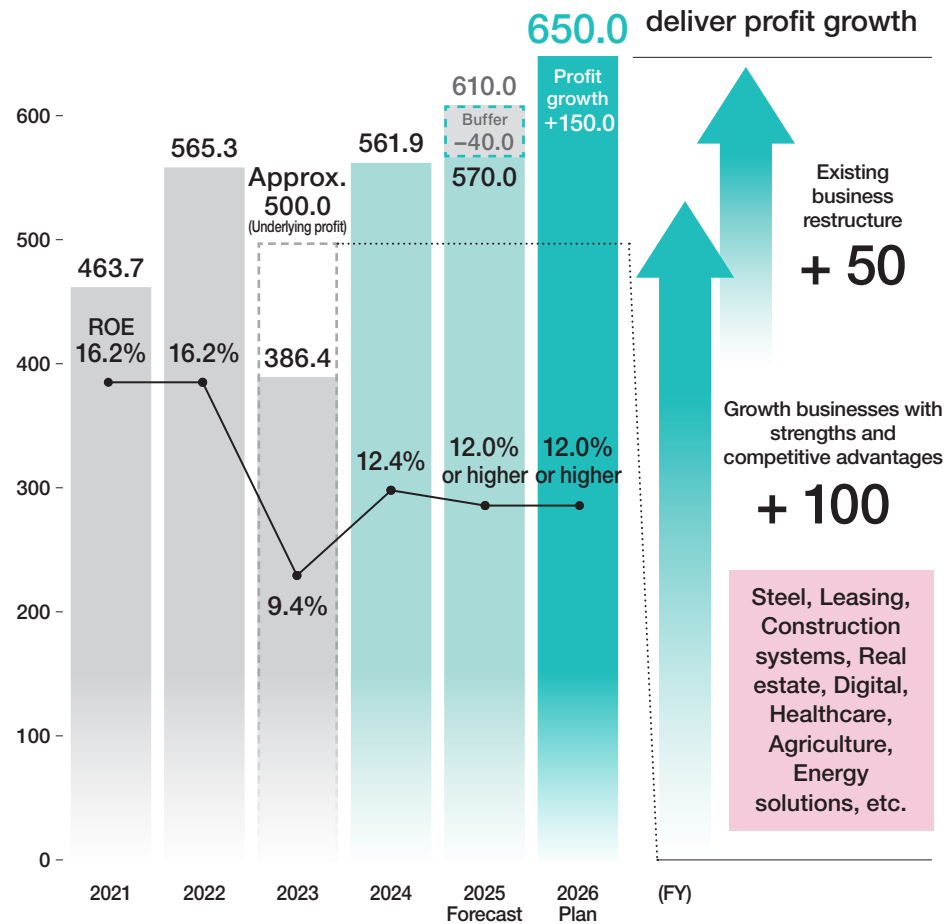 650.0
deliver profit growth
600
500
400
300
200
100
0
463.7
ROE
16.2%
565.3
16.2%
Approx.
500.0
(Underlying profit)
386.4
9.4%
561.9
12.4%
610.0
Buffer
−40.0
570.0
12.0%
or higher
Profit
growth
+150.0
12.0%
or higher
Existing
business
restructure
+ 50
Growth businesses with
strengths and
competitive advantages
+ 100
Steel, Leasing,
Construction
systems, Real
estate, Digital,
Healthcare,
Agriculture,
Energy
solutions, etc.
2021
2022
2023
2024
2025
Forecast
2026
Plan
(FY)